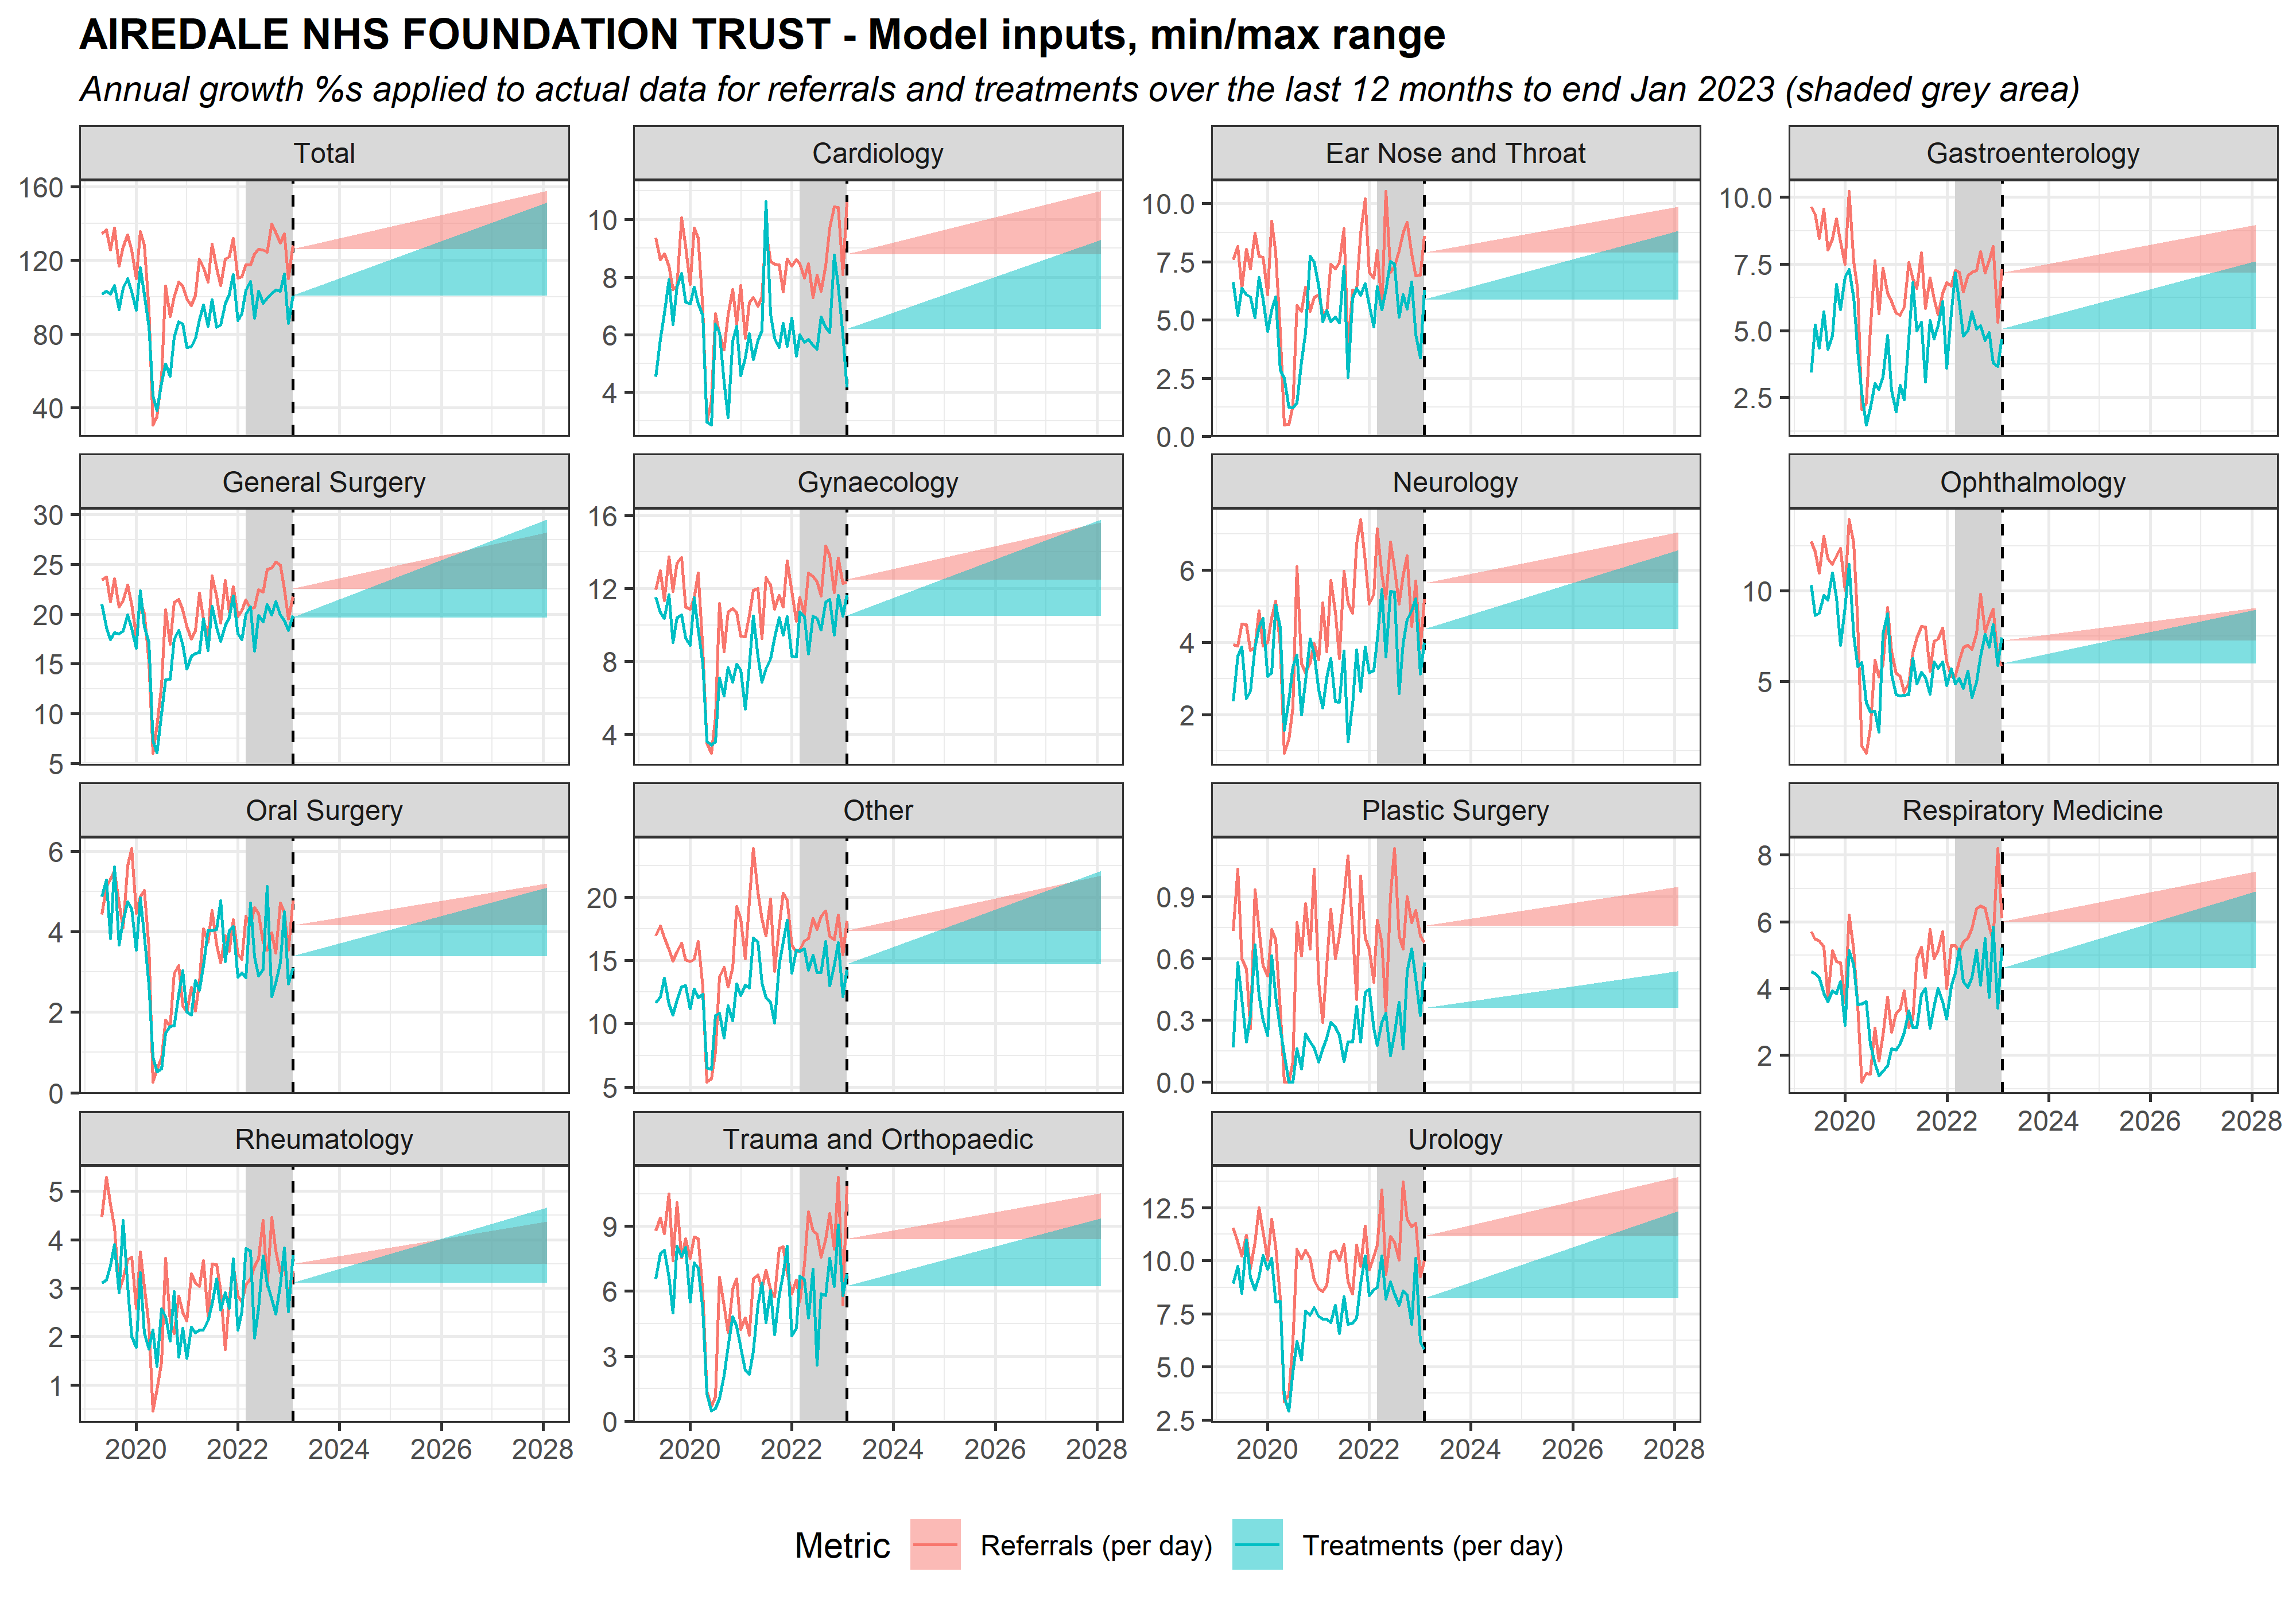 AIREDALE NHS FOUNDATION TRUST - Model inputs, min/max range
Annual growth %s applied to actual data for referrals and treatments over the last 12 months to end Jan 2023 (shaded grey area)
Total
160
120
80
40
Cardiology
10
8
6
4
Ear Nose and Throat
10.0
7.5
5.0
2.5
0.0
Gastroenterology
10.0
7.5
5.0
2.5
General Surgery
30
25
20
15
10
5
Gynaecology
16
12
8
4
Neurology
6
4
2
Ophthalmology
10
5
Oral Surgery
6
4
2
0
Other
20
15
10
5
Plastic Surgery
0.9
0.6
0.3
0.0
Respiratory Medicine
8
6
4
2
2020 2022 2024 2026 2028
Rheumatology
5
4
3
2
1
2020 2022 2024 2026 2028
Trauma and Orthopaedic
9
6
3
0
2020 2022 2024 2026 2028
Urology
12.5
10.0
7.5
5.0
2.5
2020 2022 2024 2026 2028
Metric Referrals (per day) Treatments (per day)